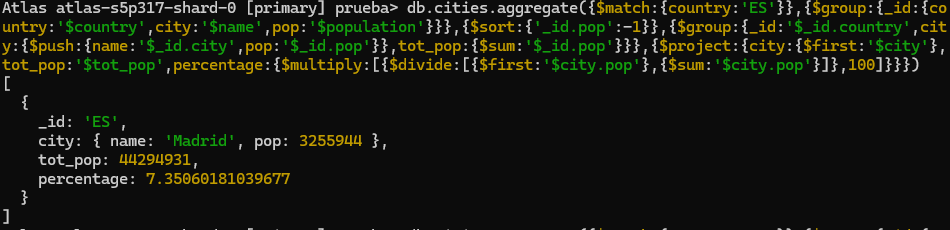 Atlas atlas-s5p317-shard-0 [primary] prueba> db.cities.aggregate({$match:{country:'ES'}},{$group:{_id:{co
untry:'$country',city:'$name',pop:'$population'}}},{$sort:{'_id.pop':-1}},{$group:{_id:'$_id.country',cit
y:{$push:{name:'$_id.city',pop:'$_id.pop'}},tot_pop:{$sum:'$_id.pop'}}},{$project:{city:{$first:'$city'},
tot_pop:'$tot_pop',percentage:{$multiply:[{$divide:[{$first:'$city.pop'},{$sum:'$city.pop'}]},100]}}})
[
  {
    _id: 'ES',
    city: { name: 'Madrid', pop: 3255944 },
    tot_pop: 44294931,
    percentage: 7.35060181039677
  }
]